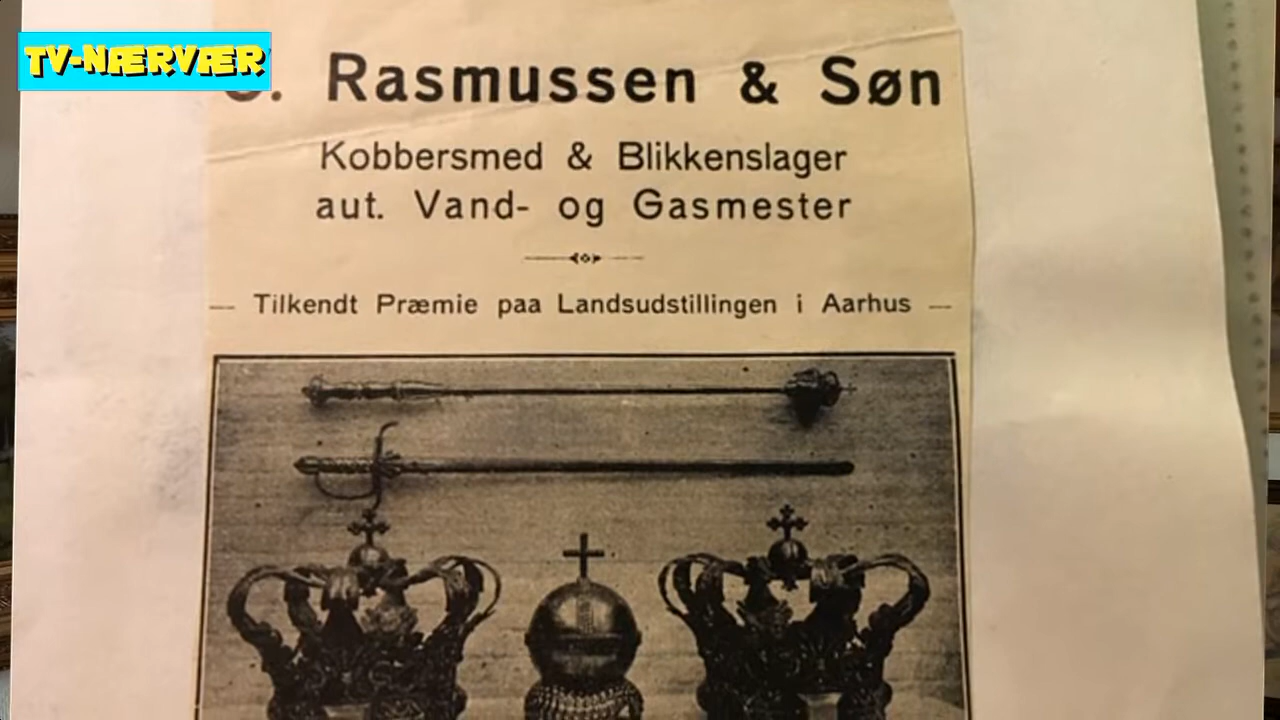 TV-NÆRVÆR
Rasmussen & Søn
Kobbersmed & Blikkenslager
aut. Vand- og Gasmester
— Tilkendt Præmie paa Landsudstillingen i Aarhus —